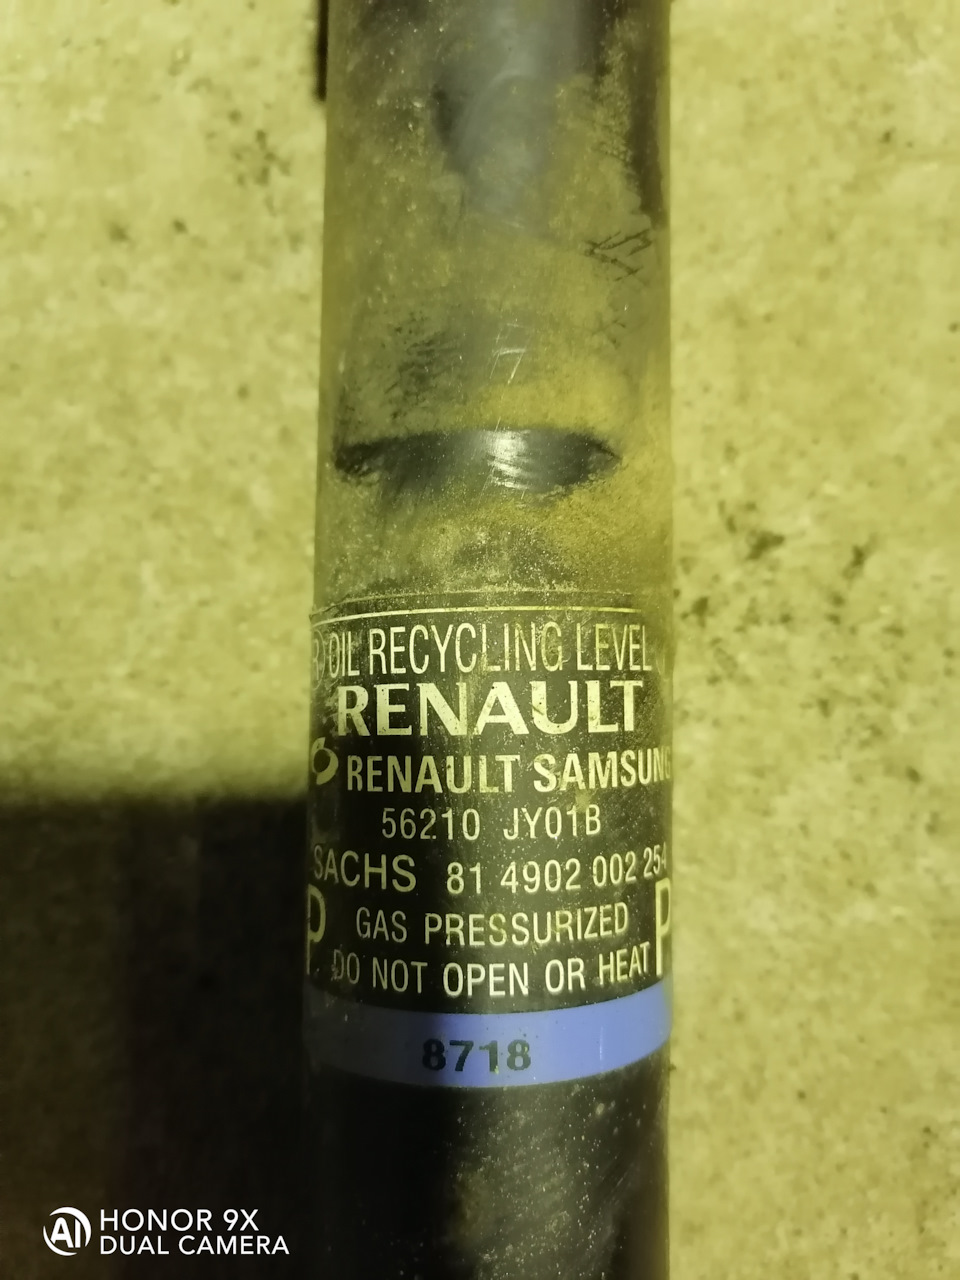 OIL RECYCLING LEVEL
RENAULT
RENAULT SAMSUNG
56210 JY01B
SACHS 81 4902 002 254
P GAS PRESSURIZED P
DO NOT OPEN OR HEAT
8718
AI HONOR 9X
DUAL CAMERA